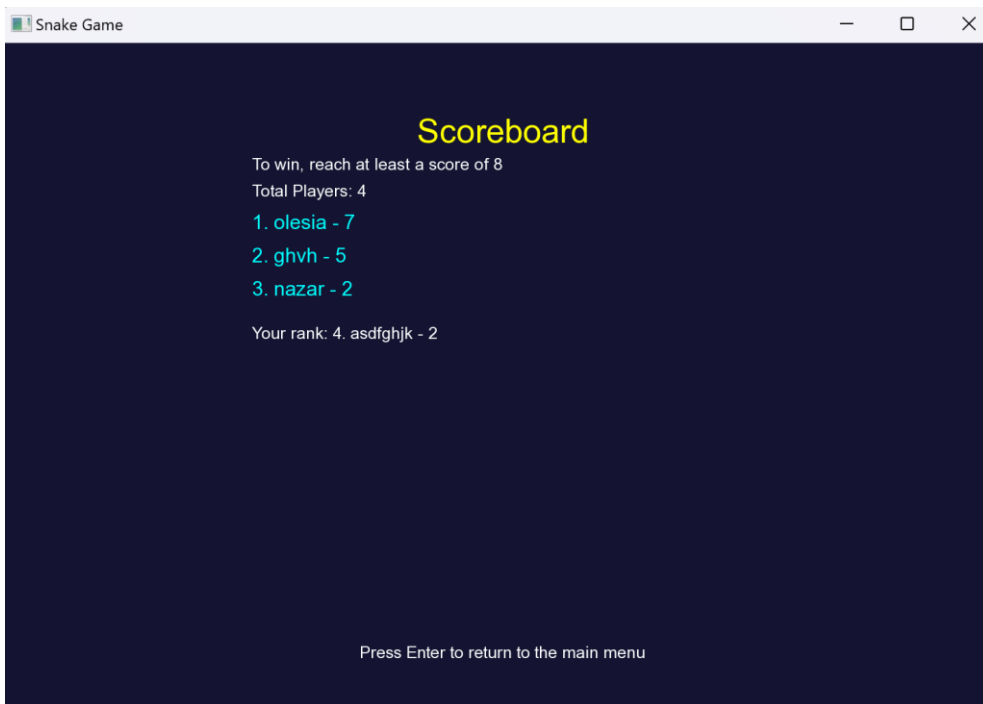 Snake Game
Scoreboard
To win, reach at least a score of 8
Total Players: 4
1. olesia - 7
2. ghvh - 5
3. nazar - 2
Your rank: 4. asdfghjk - 2
Press Enter to return to the main menu